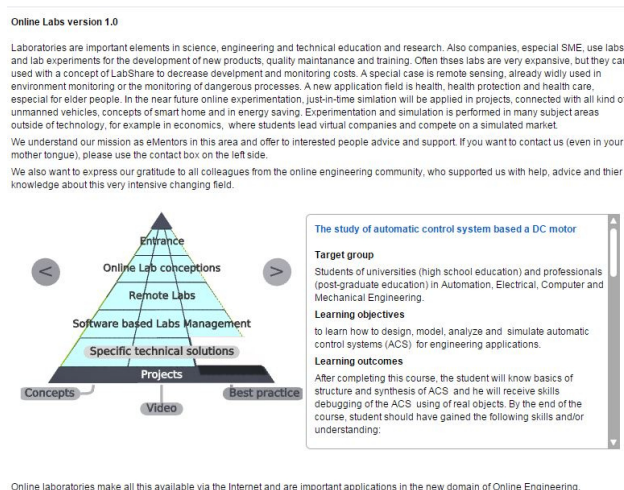 Online Labs version 1.0
Laboratories are important elements in science, engineering and technical education and research. Also companies, especial SME, use labs
and lab experiments for the development of new products, quality maintanance and training. Often thses labs are very expansive, but they can
used with a concept of LabShare to decrease develpment and monitoring costs. A special case is remote sensing, already widly used in
environment monitoring or the monitoring of dangerous processes. A new application field is health, health protection and health care,
especial for elder people. In the near future online experimentation, just-in-time simlation will be applied in projects, connected with all kind of
unmanned vehicles, concepts of smart home and in energy saving. Experimentation and simulation is performed in many subject areas
outside of technology, for example in economics, where students lead virtual companies and compete on a simulated market.
We understand our mission as eMentors in this area and offer to interested people advice and support. If you want to contact us (even in your
mother tongue), please use the contact box on the left side.
We also want to express our gratitude to all colleagues from the online engineering community, who supported us with help, advice and thier
knowledge about this very intensive changing field.
<
>
Entrance
Online Lab conceptions
Remote Labs
Software based Labs Management
Specific technical solutions
Projects
Concepts
Video
Best practice
The study of automatic control system based a DC motor
Target group
Students of universities (high school education) and professionals
(post-graduate education) in Automation, Electrical, Computer and
Mechanical Engineering.
Learning objectives
to learn how to design, model, analyze and simulate automatic
control systems (ACS) for engineering applications.
Learning outcomes
After completing this course, the student will know basics of
structure and synthesis of ACS and he will receive skills
debugging of the ACS using of real objects. By the end of the
course, student should have gained the following skills and/or
understanding:
Online laboratories make all this available via the Internet and are important applications in the new domain of Online Engineering.